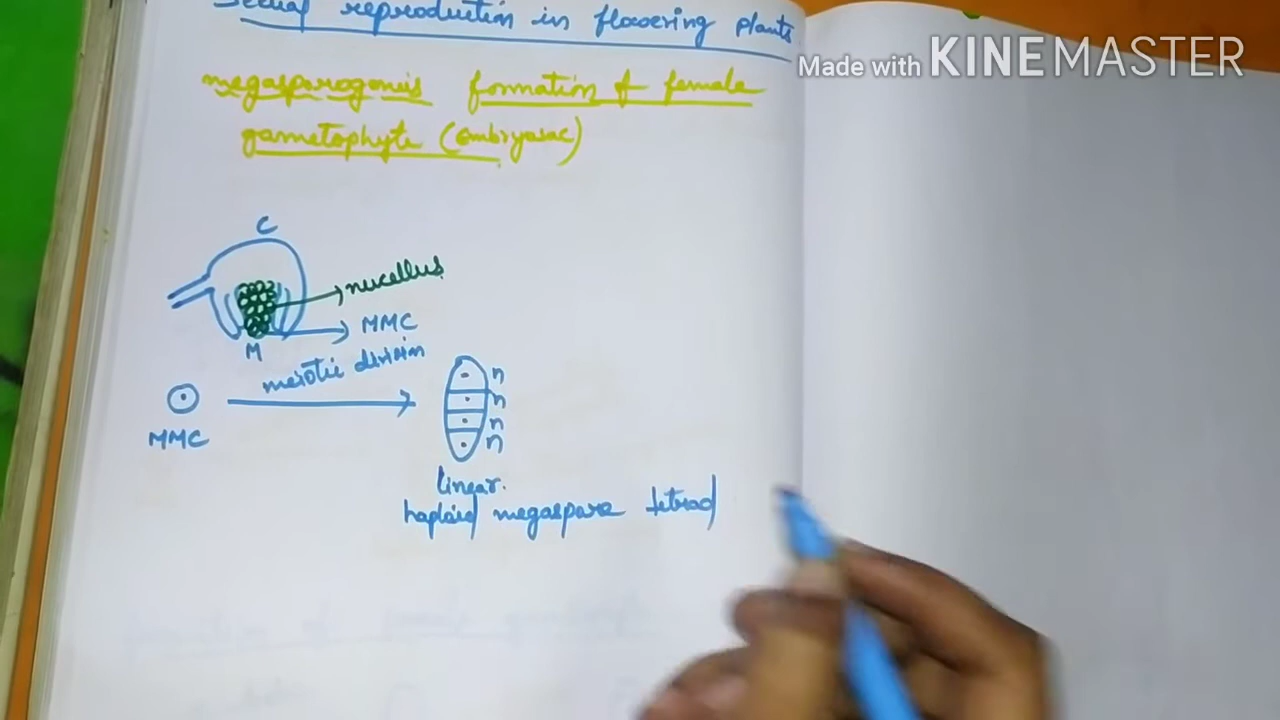 Sexual reproduction in flowering plants
Made with KINEMASTER
megasporogenesis formation of female
gametophyte (embryosac)
C
nucellus
MMC
M
meiotic division
n
n
n
n
MMC
linear.
haploid megaspore tetrad